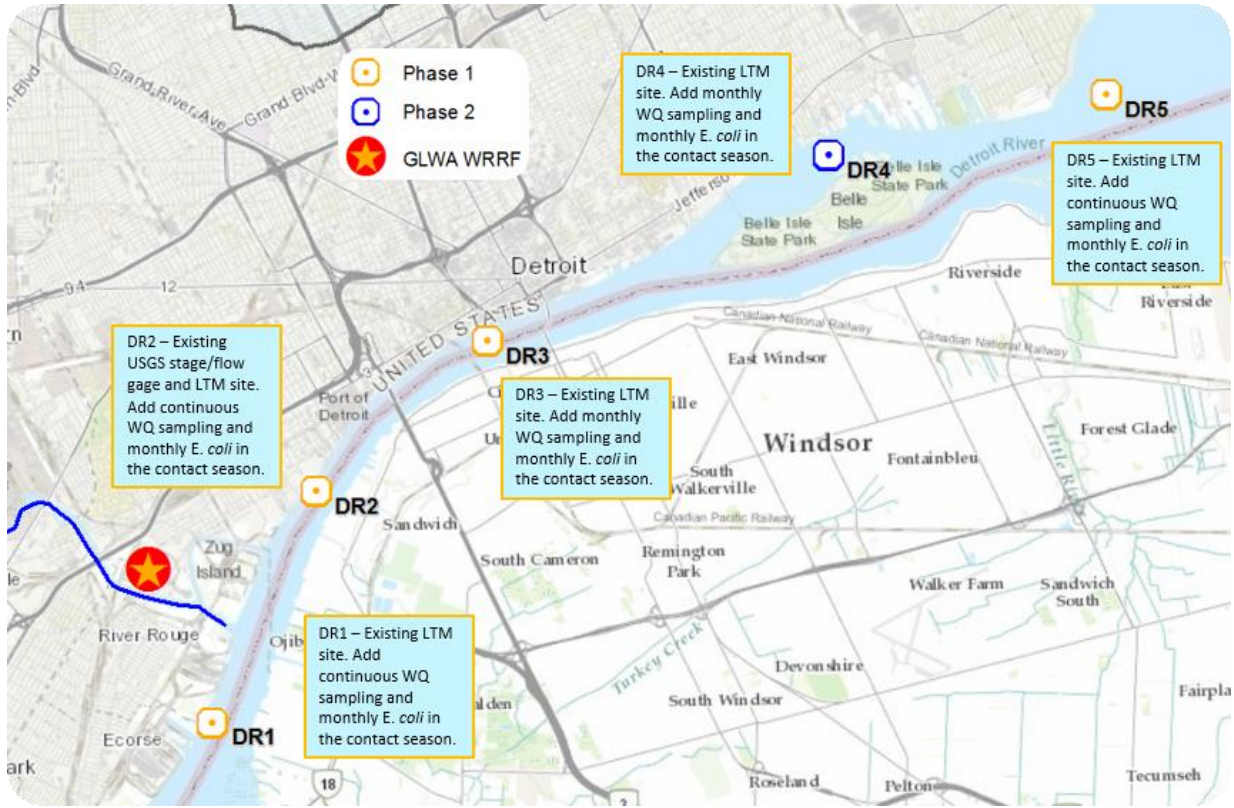 Grand River Ave
Grand Blvd-W
Phase 1
Phase 2
GLWA WRRF
DR4 – Existing LTM
site. Add monthly
WQ sampling and
monthly E. coli in
the contact season.
DR5
Detroit River
DR4
Belle Isle
State Park
Belle
Isle
Belle Isle
State Park
DR5 – Existing LTM
site. Add
continuous WQ
sampling and
monthly E. coli in
the contact season.
Jefferson
Detroit
94
12
Riverside
Riverside
UNITED STATES
Canadian National Railway
Canadian National Railway
DR3
East Windsor
DR2 – Existing
USGS stage/flow
gage and LTM site.
Add continuous
WQ sampling and
monthly E. coli in
the contact season.
Port of
Detroit
DR3 – Existing LTM
site. Add monthly
WQ sampling and
monthly E. coli in
the contact season.
Windsor
Forest Glade
Fontainbleu
Little River
South
Walkerville
DR2
Sandwich
Canadian Pacific Railway
Zug
Island
South Cameron
Remington
Park
Walker Farm
Sandwich
South
River Rouge
DR1 – Existing LTM
site. Add
continuous WQ
sampling and
monthly E. coli in
the contact season.
Turkey Creek
Devonshire
South Windsor
DR1
Ecorse
18
3
Roseland
Pelton
Tecumseh